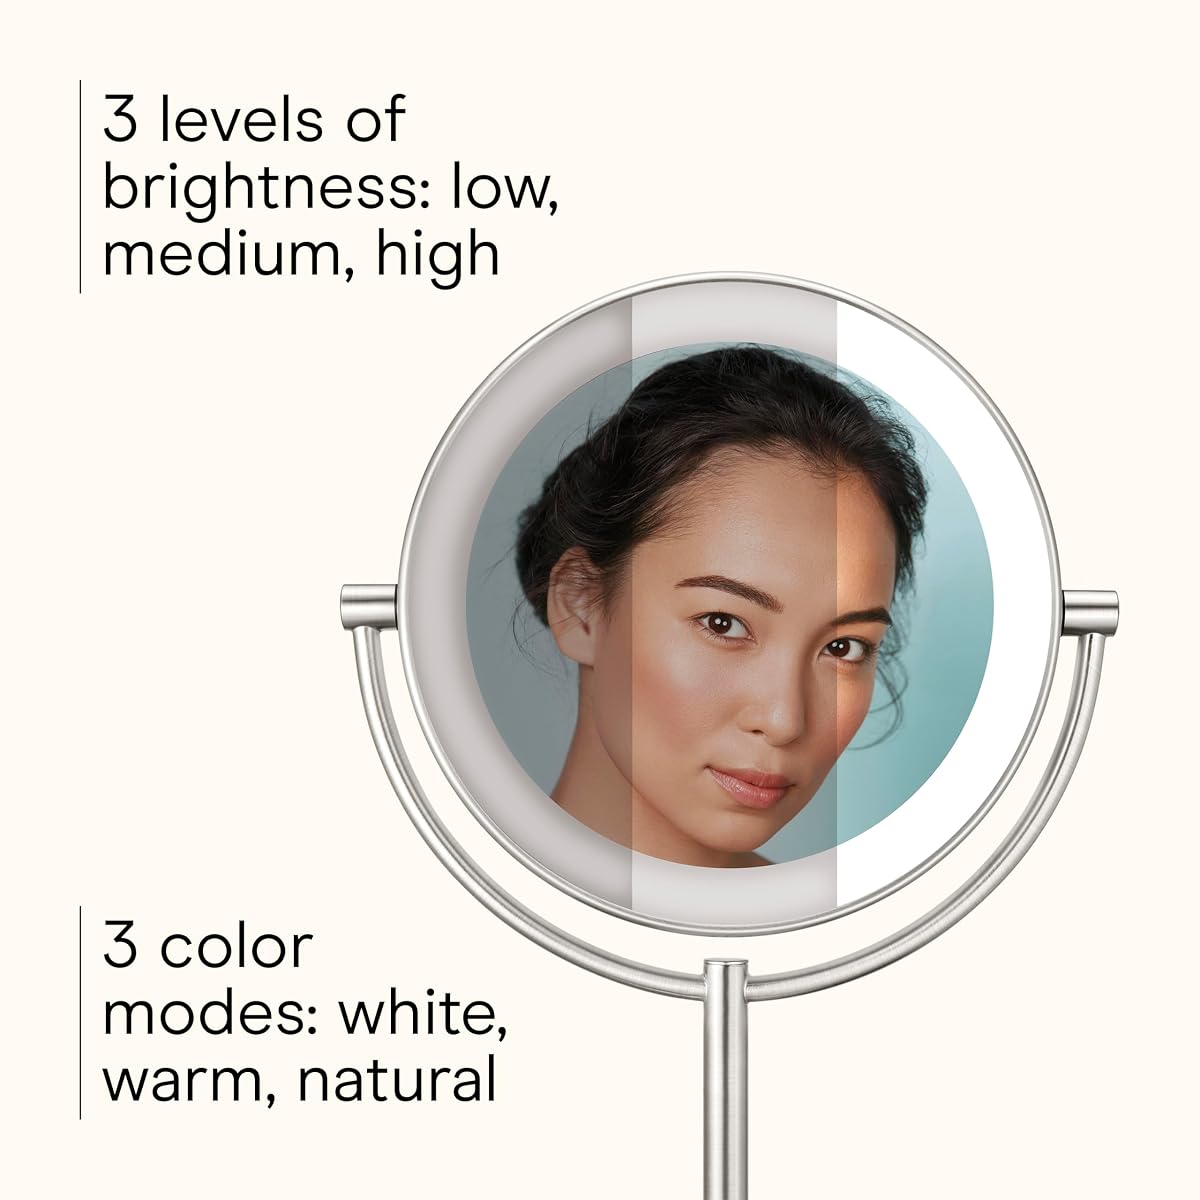 3 levels of
brightness: low,
medium, high
3 color
modes: white,
warm, natural